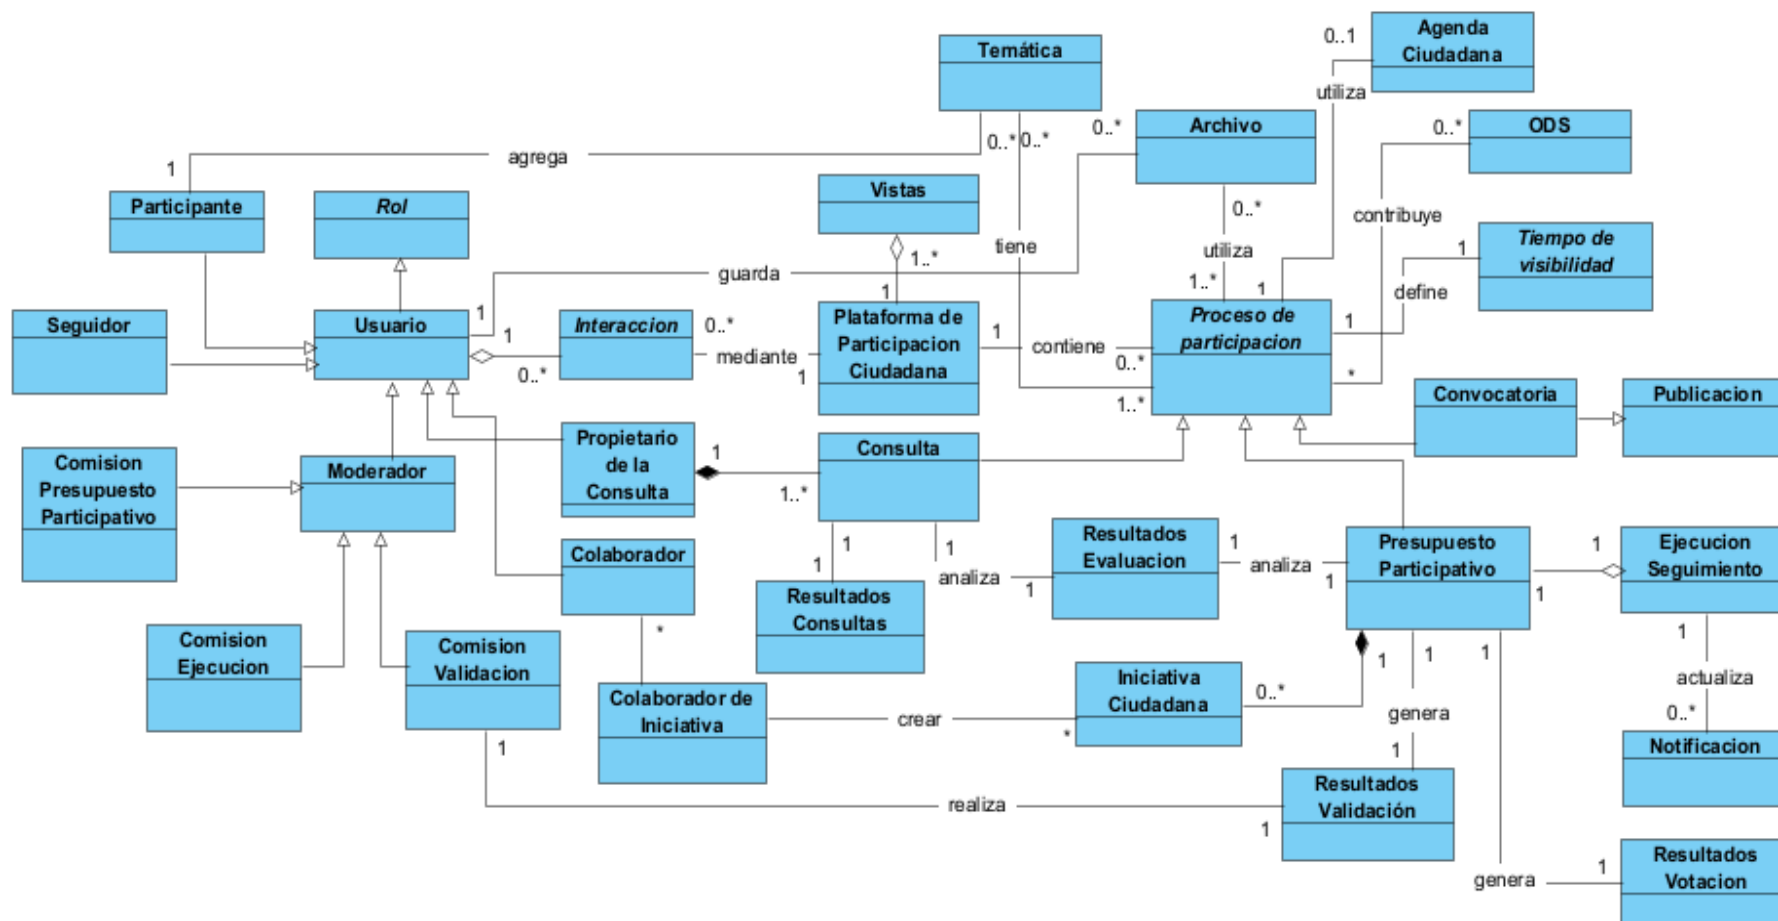 Agenda
Ciudadana
0..1
Temática
utiliza
0..*
0..*
0..*
Archivo
0..*
ODS
agrega
1
Participante
Rol
Vistas
0..*
contribuye
Tiempo de
visibilidad
1
tiene
utiliza
guarda
1..*
define
1
1..*
1
Seguidor
Usuario
1
1
0..*
Interaccion
0..*
mediante
1
Plataforma de
Participacion
Ciudadana
1
contiene
0..*
1..*
Proceso de
participacion
1
*
Convocatoria
Publicacion
Comision
Presupuesto
Participativo
Moderador
Propietario
de la
Consulta
1
1..*
Consulta
Colaborador
1
1
1
analiza
1
Resultados
Evaluacion
1
analiza
1
Presupuesto
Participativo
1
1
Ejecucion
Seguimiento
Resultados
Consultas
Comision
Ejecucion
Comision
Validacion
*
Colaborador de
Iniciativa
crear
*
Iniciativa
Ciudadana
0..*
1
1
genera
1
1
1
actualiza
0..*
Notificacion
1
realiza
1
Resultados
Validación
genera
1
Resultados
Votacion